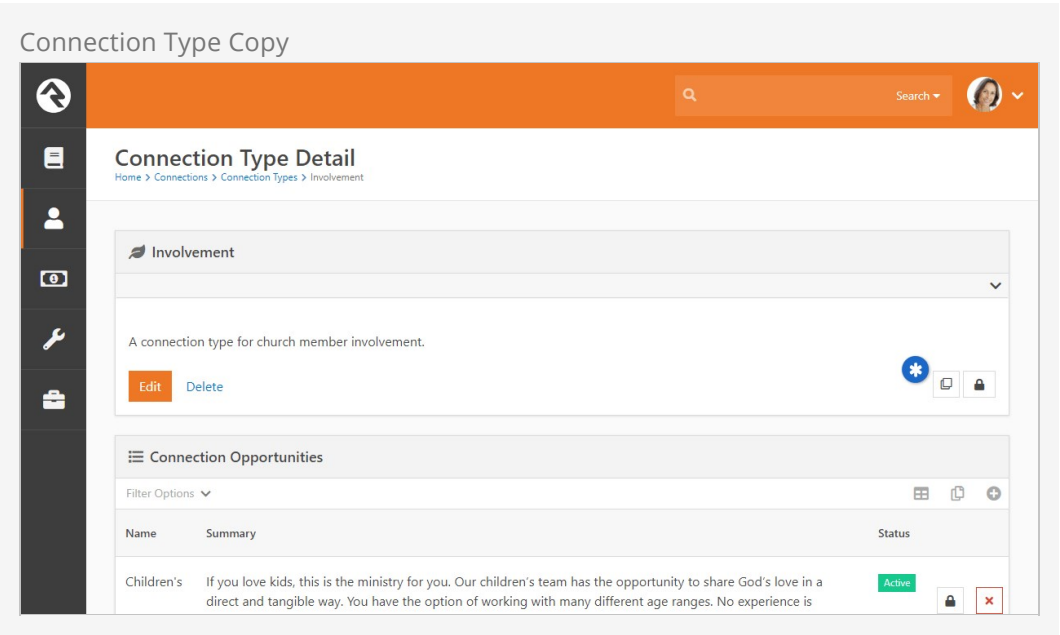 Connection Type Copy
Search
Connection Type Detail
Home > Connections > Connection Types > Involvement
Involvement
A connection type for church member involvement.
Edit Delete
Connection Opportunities
Filter Options
Name Summary Status
Children's If you love kids, this is the ministry for you. Our children's team has the opportunity to share God's love in a Active
direct and tangible way. You have the option of working with many different age ranges. No experience is